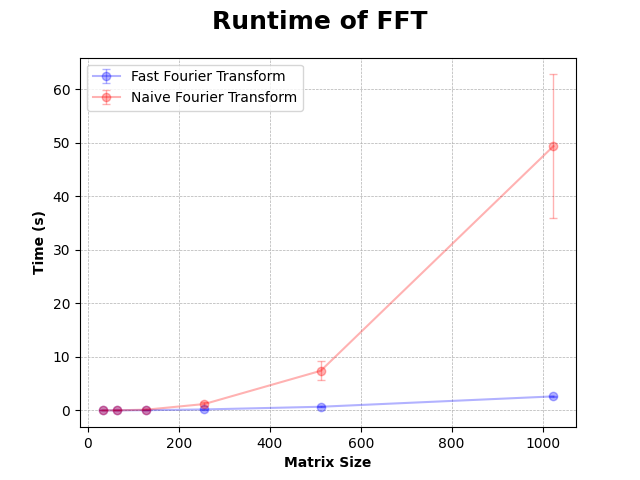 Runtime of FFT
Fast Fourier Transform
Naive Fourier Transform
60
50
40
30
20
10
0
Time (s)
0 200 400 600 800 1000
Matrix Size